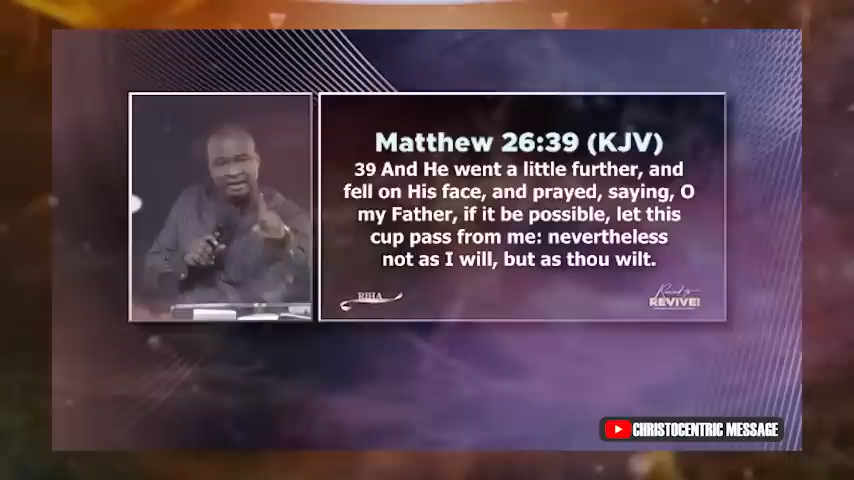 Matthew 26:39 (KJV)
39 And He went a little further, and
fell on His face, and prayed, saying, O
my Father, if it be possible, let this
cup pass from me: nevertheless
not as I will, but as thou wilt.
RIHA
REVIVE!
CHRISTOCENTRIC MESSAGE